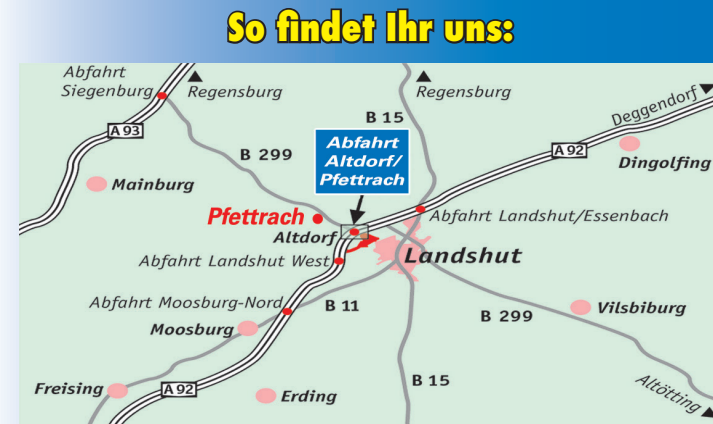 So findet Ihr uns:
Abfahrt
Siegenburg
Regensburg
Regensburg
Deggendorf
A 93
B 15
A 92
B 299
Abfahrt
Altdorf/
Pfettrach
Dingolfing
Mainburg
Pfettrach
Abfahrt Landshut/Essenbach
Altdorf
Abfahrt Landshut West
Landshut
Abfahrt Moosburg-Nord
B 11
B 299
Vilsbiburg
Moosburg
Freising
A 92
Erding
B 15
Altötting